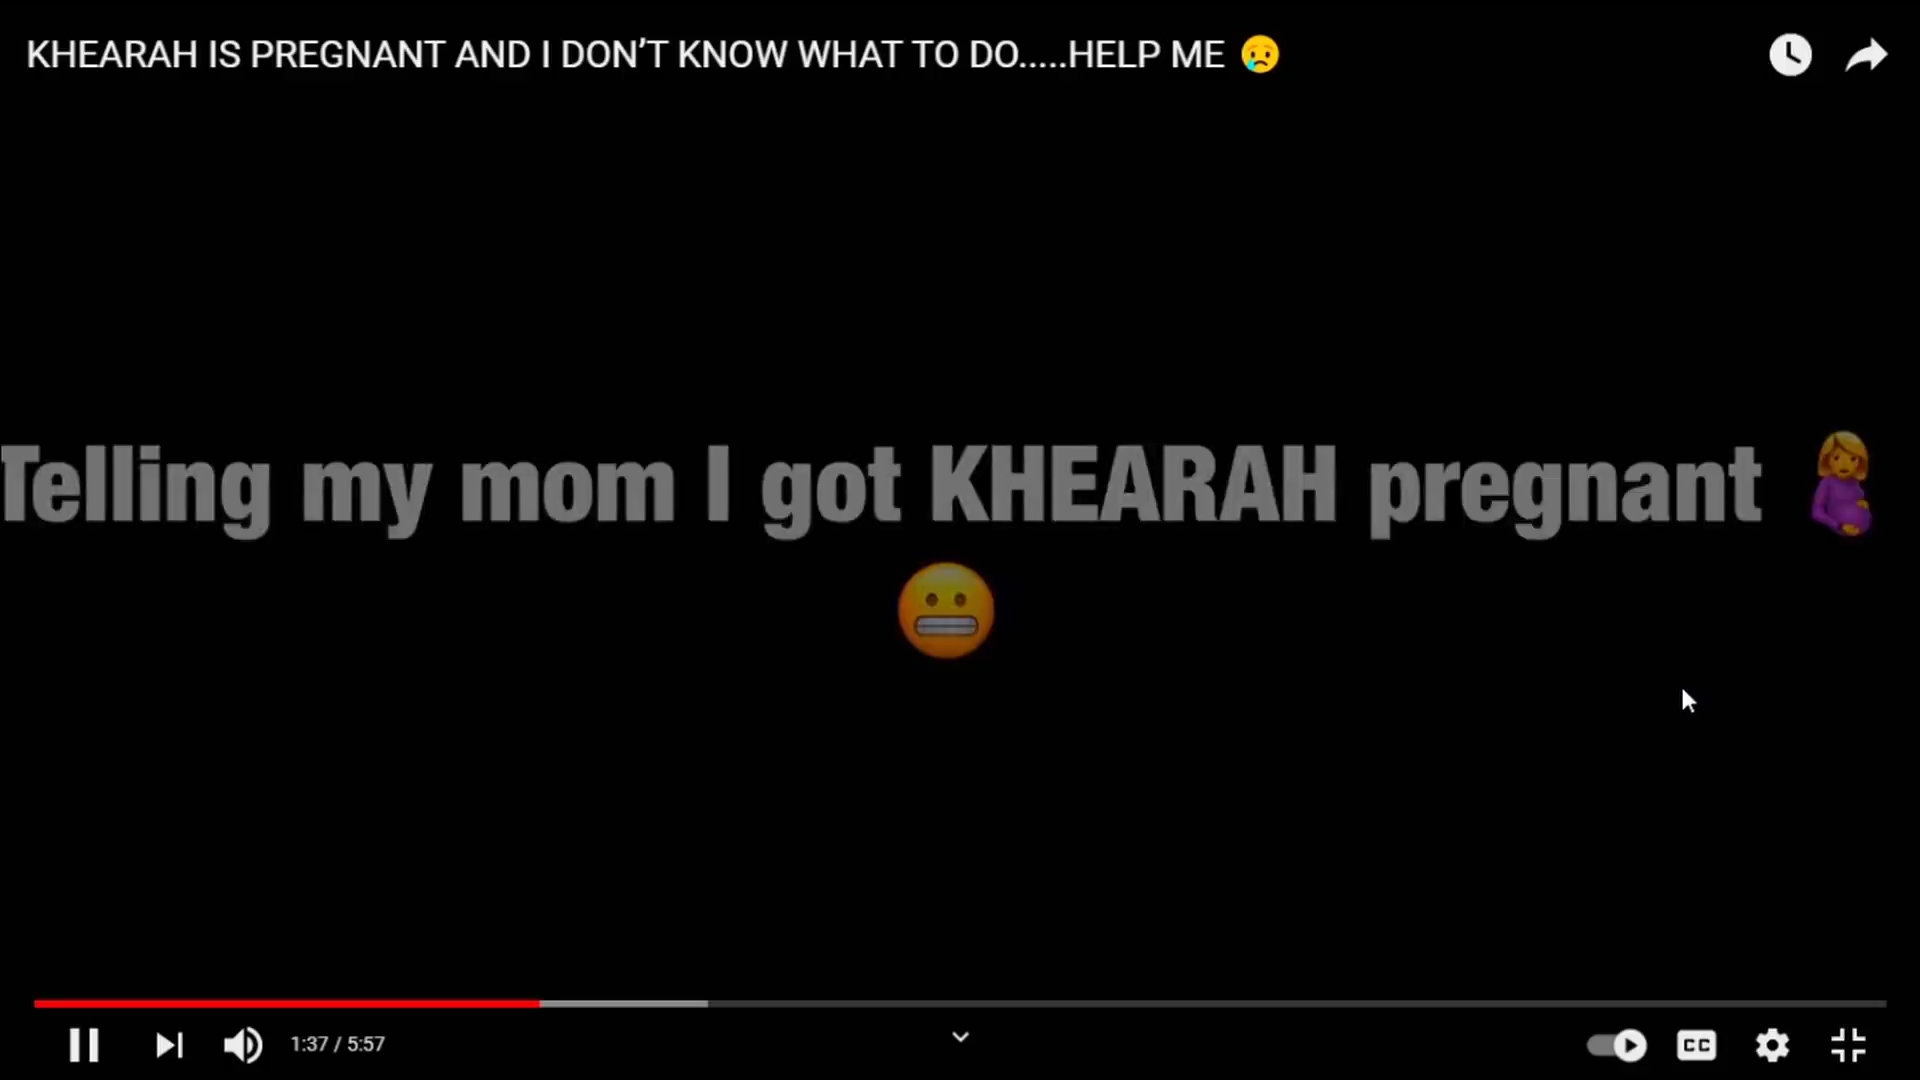 KHEARAH IS PREGNANT AND I DON’T KNOW WHAT TO DO.....HELP ME 😥
Telling my mom I got KHEARAH pregnant 🤰
😬
1:37 / 5:57
CC